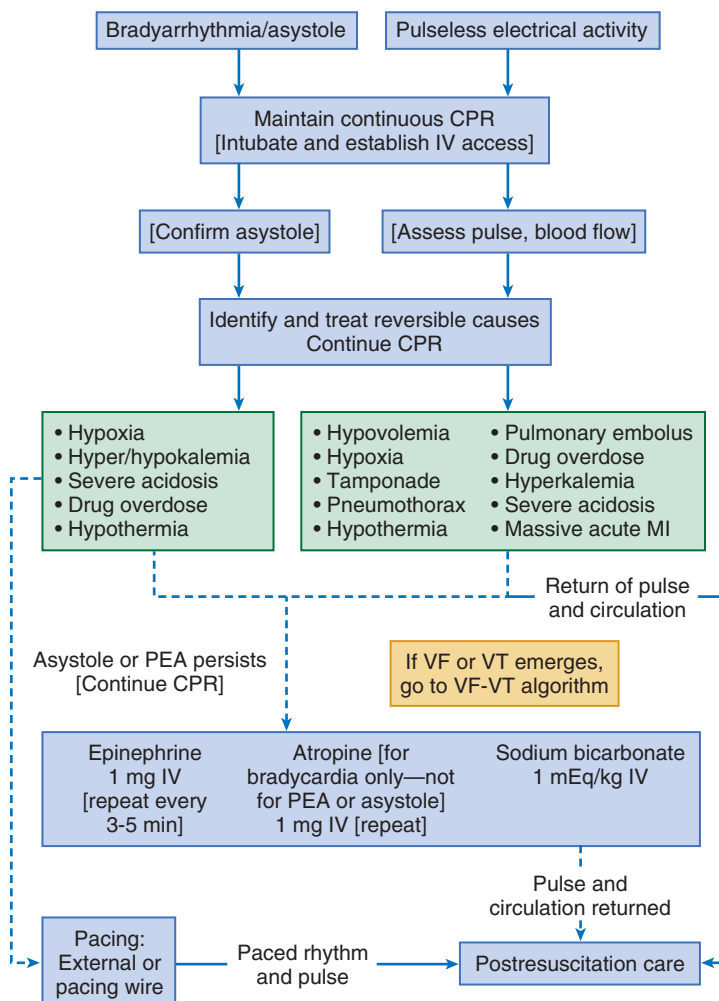 Bradyarrhythmia/asystole
Pulseless electrical activity
Maintain continuous CPR
[Intubate and establish IV access]
[Confirm asystole]
[Assess pulse, blood flow]
Identify and treat reversible causes
Continue CPR
• Hypoxia
• Hyper/hypokalemia
• Severe acidosis
• Drug overdose
• Hypothermia
• Hypovolemia
• Hypoxia
• Tamponade
• Pneumothorax
• Hypothermia
• Pulmonary embolus
• Drug overdose
• Hyperkalemia
• Severe acidosis
• Massive acute MI
Return of pulse
and circulation
Asystole or PEA persists
[Continue CPR]
If VF or VT emerges,
go to VF-VT algorithm
Epinephrine
1 mg IV
[repeat every
3-5 min]
Atropine [for
bradycardia only—not
for PEA or asystole]
1 mg IV [repeat]
Sodium bicarbonate
1 mEq/kg IV
Pulse and
circulation returned
Pacing:
External or
pacing wire
Paced rhythm
and pulse
Postresuscitation care